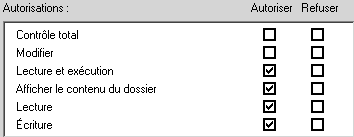 Autorisations : Autoriser Refuser
Contrôle total
Modifier
Lecture et exécution
Afficher le contenu du dossier
Lecture
Écriture